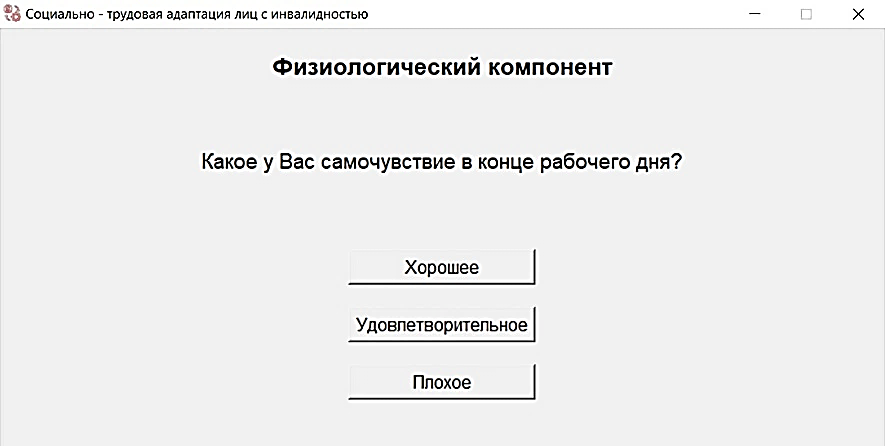 Социально - трудовая адаптация лиц с инвалидностью
Физиологический компонент
Какое у Вас самочувствие в конце рабочего дня?
Хорошее
Удовлетворительное
Плохое